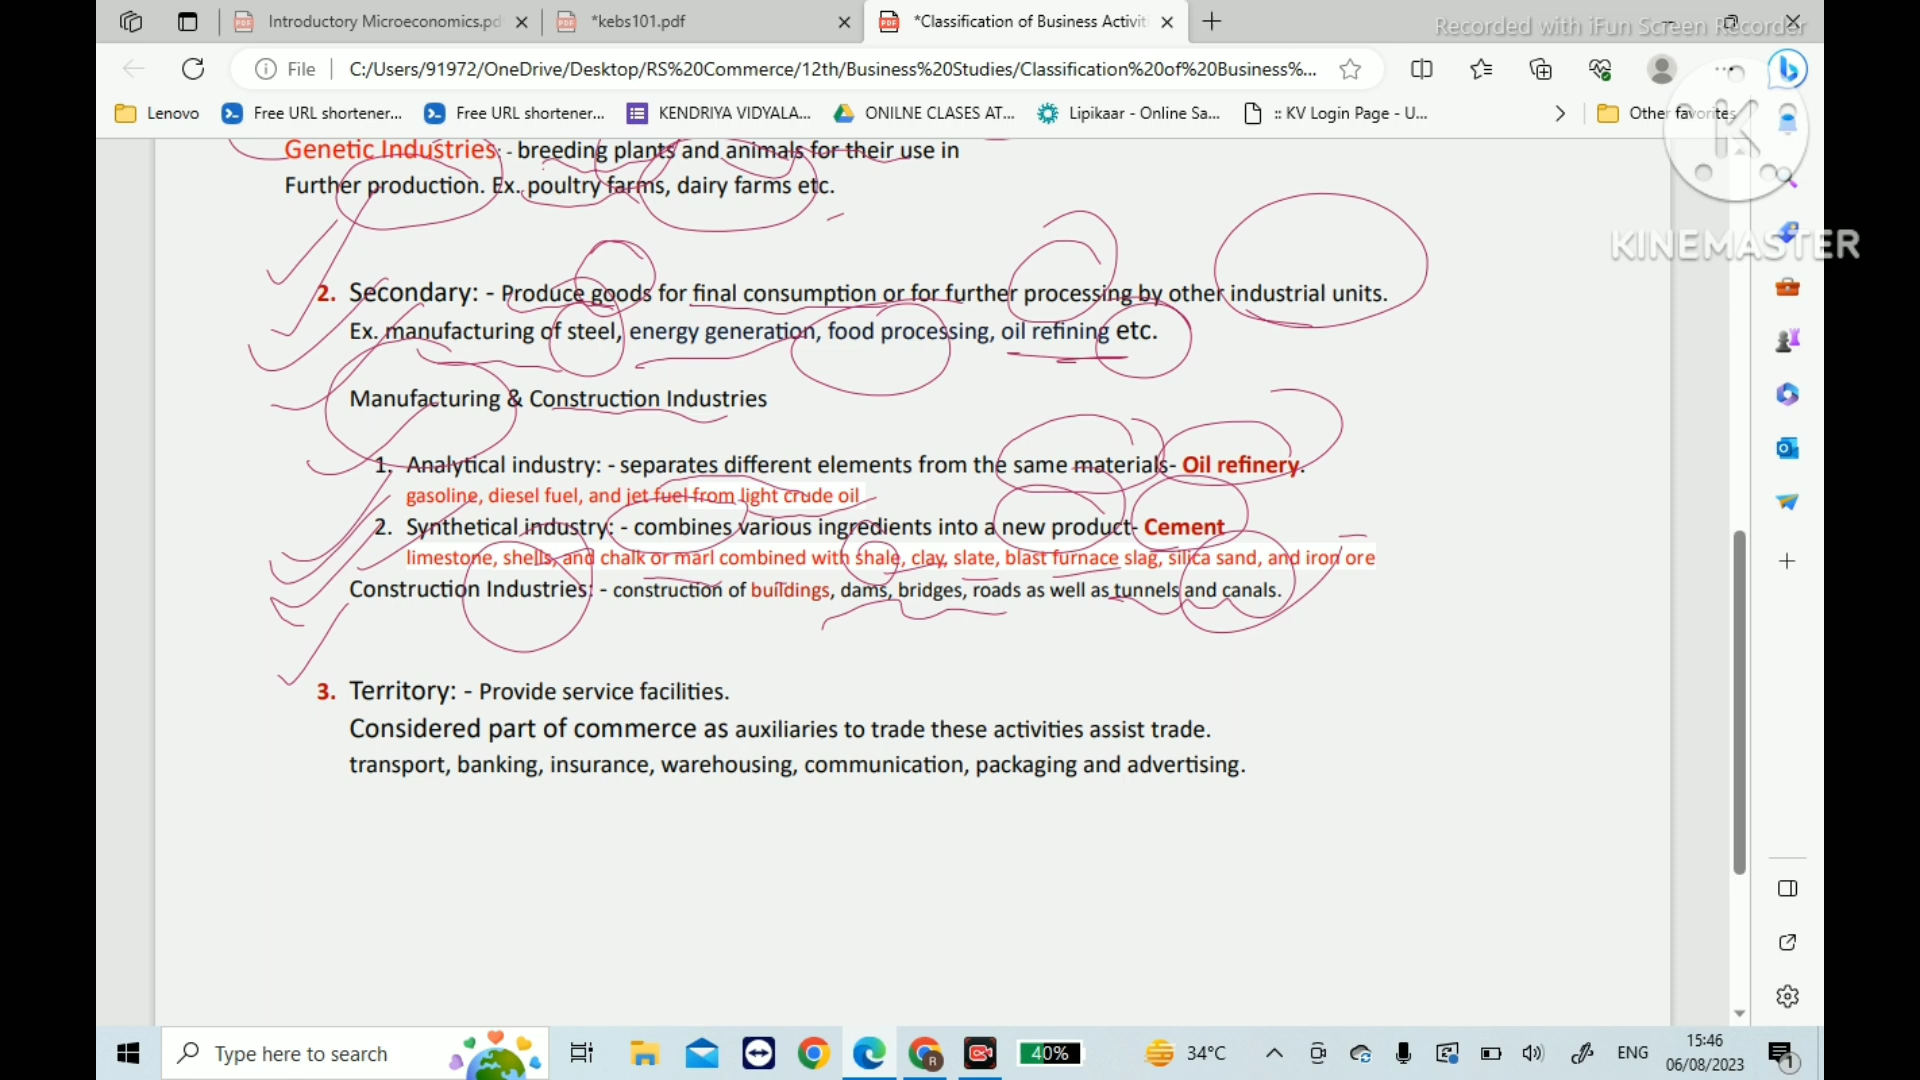 Introductory Microeconomics.pd
*kebs101.pdf
*Classification of Business Activiti
Recorded with iFun Screen Recorder
File
C:/Users/91972/OneDrive/Desktop/RS%20Commerce/12th/Business%20Studies/Classification%20of%20Business%...
Lenovo
Free URL shortener...
Free URL shortener...
KENDRIYA VIDYALA...
ONILNE CLASES AT...
Lipikaar - Online Sa...
:: KV Login Page - U...
Other favorites
K
KINEMASTER
Genetic Industries: - breeding plants and animals for their use in
Further production. Ex. poultry farms, dairy farms etc.
2. Secondary: - Produce goods for final consumption or for further processing by other industrial units.
Ex. manufacturing of steel, energy generation, food processing, oil refining etc.
Manufacturing & Construction Industries
1. Analytical industry: - separates different elements from the same materials- Oil refinery.
gasoline, diesel fuel, and jet fuel from light crude oil
2. Synthetical industry: - combines various ingredients into a new product- Cement
limestone, shells, and chalk or marl combined with shale, clay, slate, blast furnace slag, silica sand, and iron ore
Construction Industries: - construction of buildings, dams, bridges, roads as well as tunnels and canals.
3. Territory: - Provide service facilities.
Considered part of commerce as auxiliaries to trade these activities assist trade.
transport, banking, insurance, warehousing, communication, packaging and advertising.
Type here to search
R
40%
34°C
ENG
15:46
06/08/2023
1